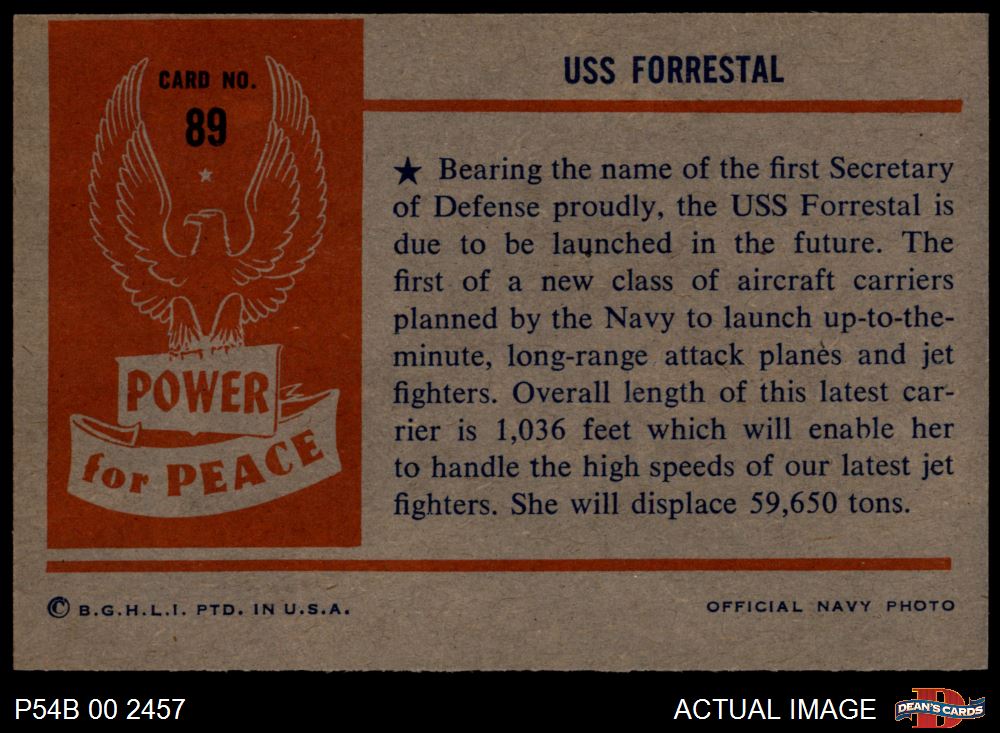 CARD NO.
89
POWER
for PEACE
USS FORRESTAL
★ Bearing the name of the first Secretary
of Defense proudly, the USS Forrestal is
due to be launched in the future. The
first of a new class of aircraft carriers
planned by the Navy to launch up-to-the-
minute, long-range attack planes and jet
fighters. Overall length of this latest car-
rier is 1,036 feet which will enable her
to handle the high speeds of our latest jet
fighters. She will displace 59,650 tons.
© B.G.H.L.I. PTD. IN U.S.A.
OFFICIAL NAVY PHOTO
P54B 00 2457
ACTUAL IMAGE
D
DEAN'S CARDS